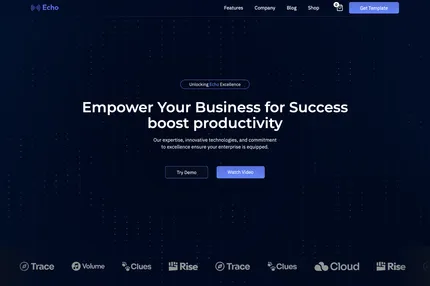 Echo
Features Company Blog Shop 0 Get Template
Unlocking Echo Excellence
Empower Your Business for Success
boost productivity
Our expertise, innovative technologies, and commitment
to excellence ensure your enterprise is equipped.
Try Demo Watch Video
Trace Volume Clues Rise Trace Clues Cloud Rise